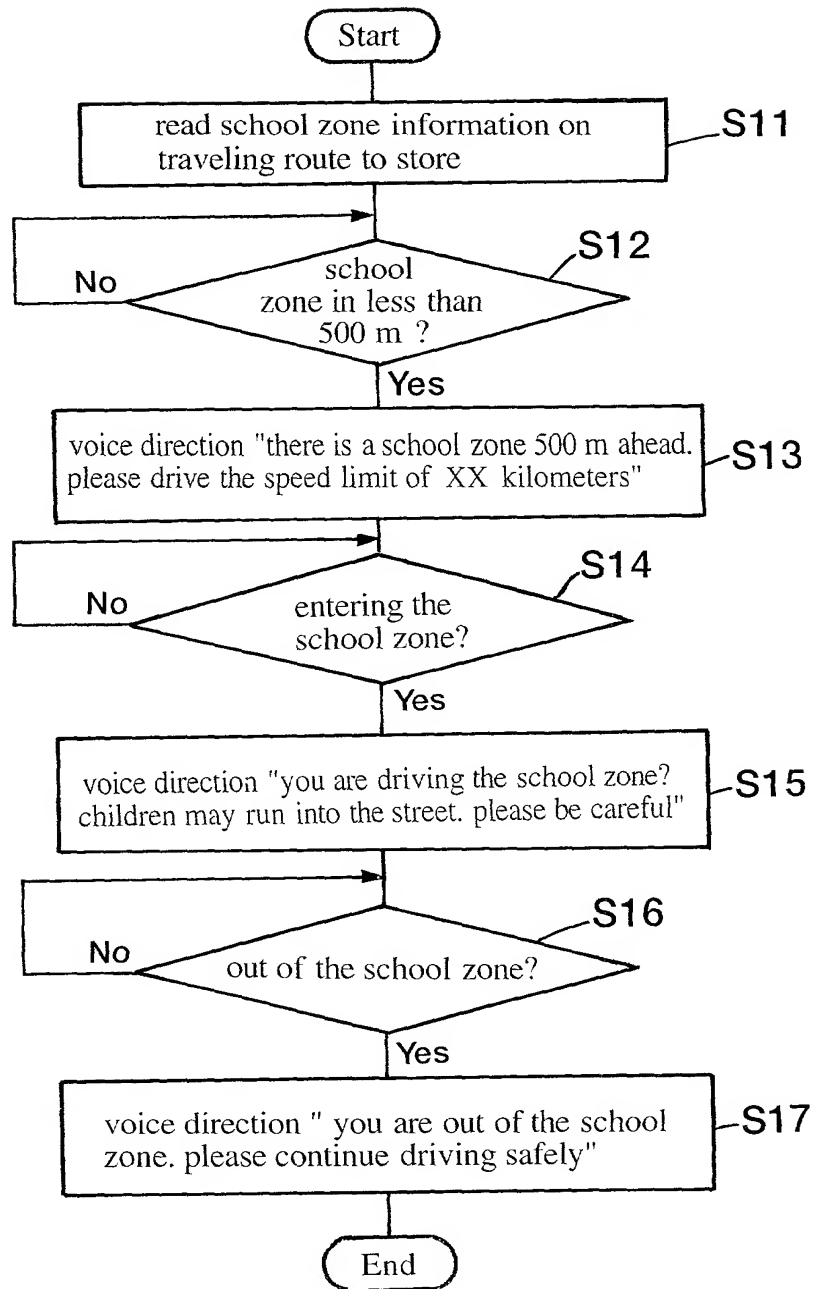 Start
read school zone information on
traveling route to store
S11
school
zone in less than
500 m ?
S12
No
Yes
voice direction "there is a school zone 500 m ahead.
please drive the speed limit of XX kilometers"
S13
entering the
school zone?
S14
No
Yes
voice direction "you are driving the school zone?
children may run into the street. please be careful"
S15
out of the school zone?
S16
No
Yes
voice direction " you are out of the school
zone. please continue driving safely"
S17
End